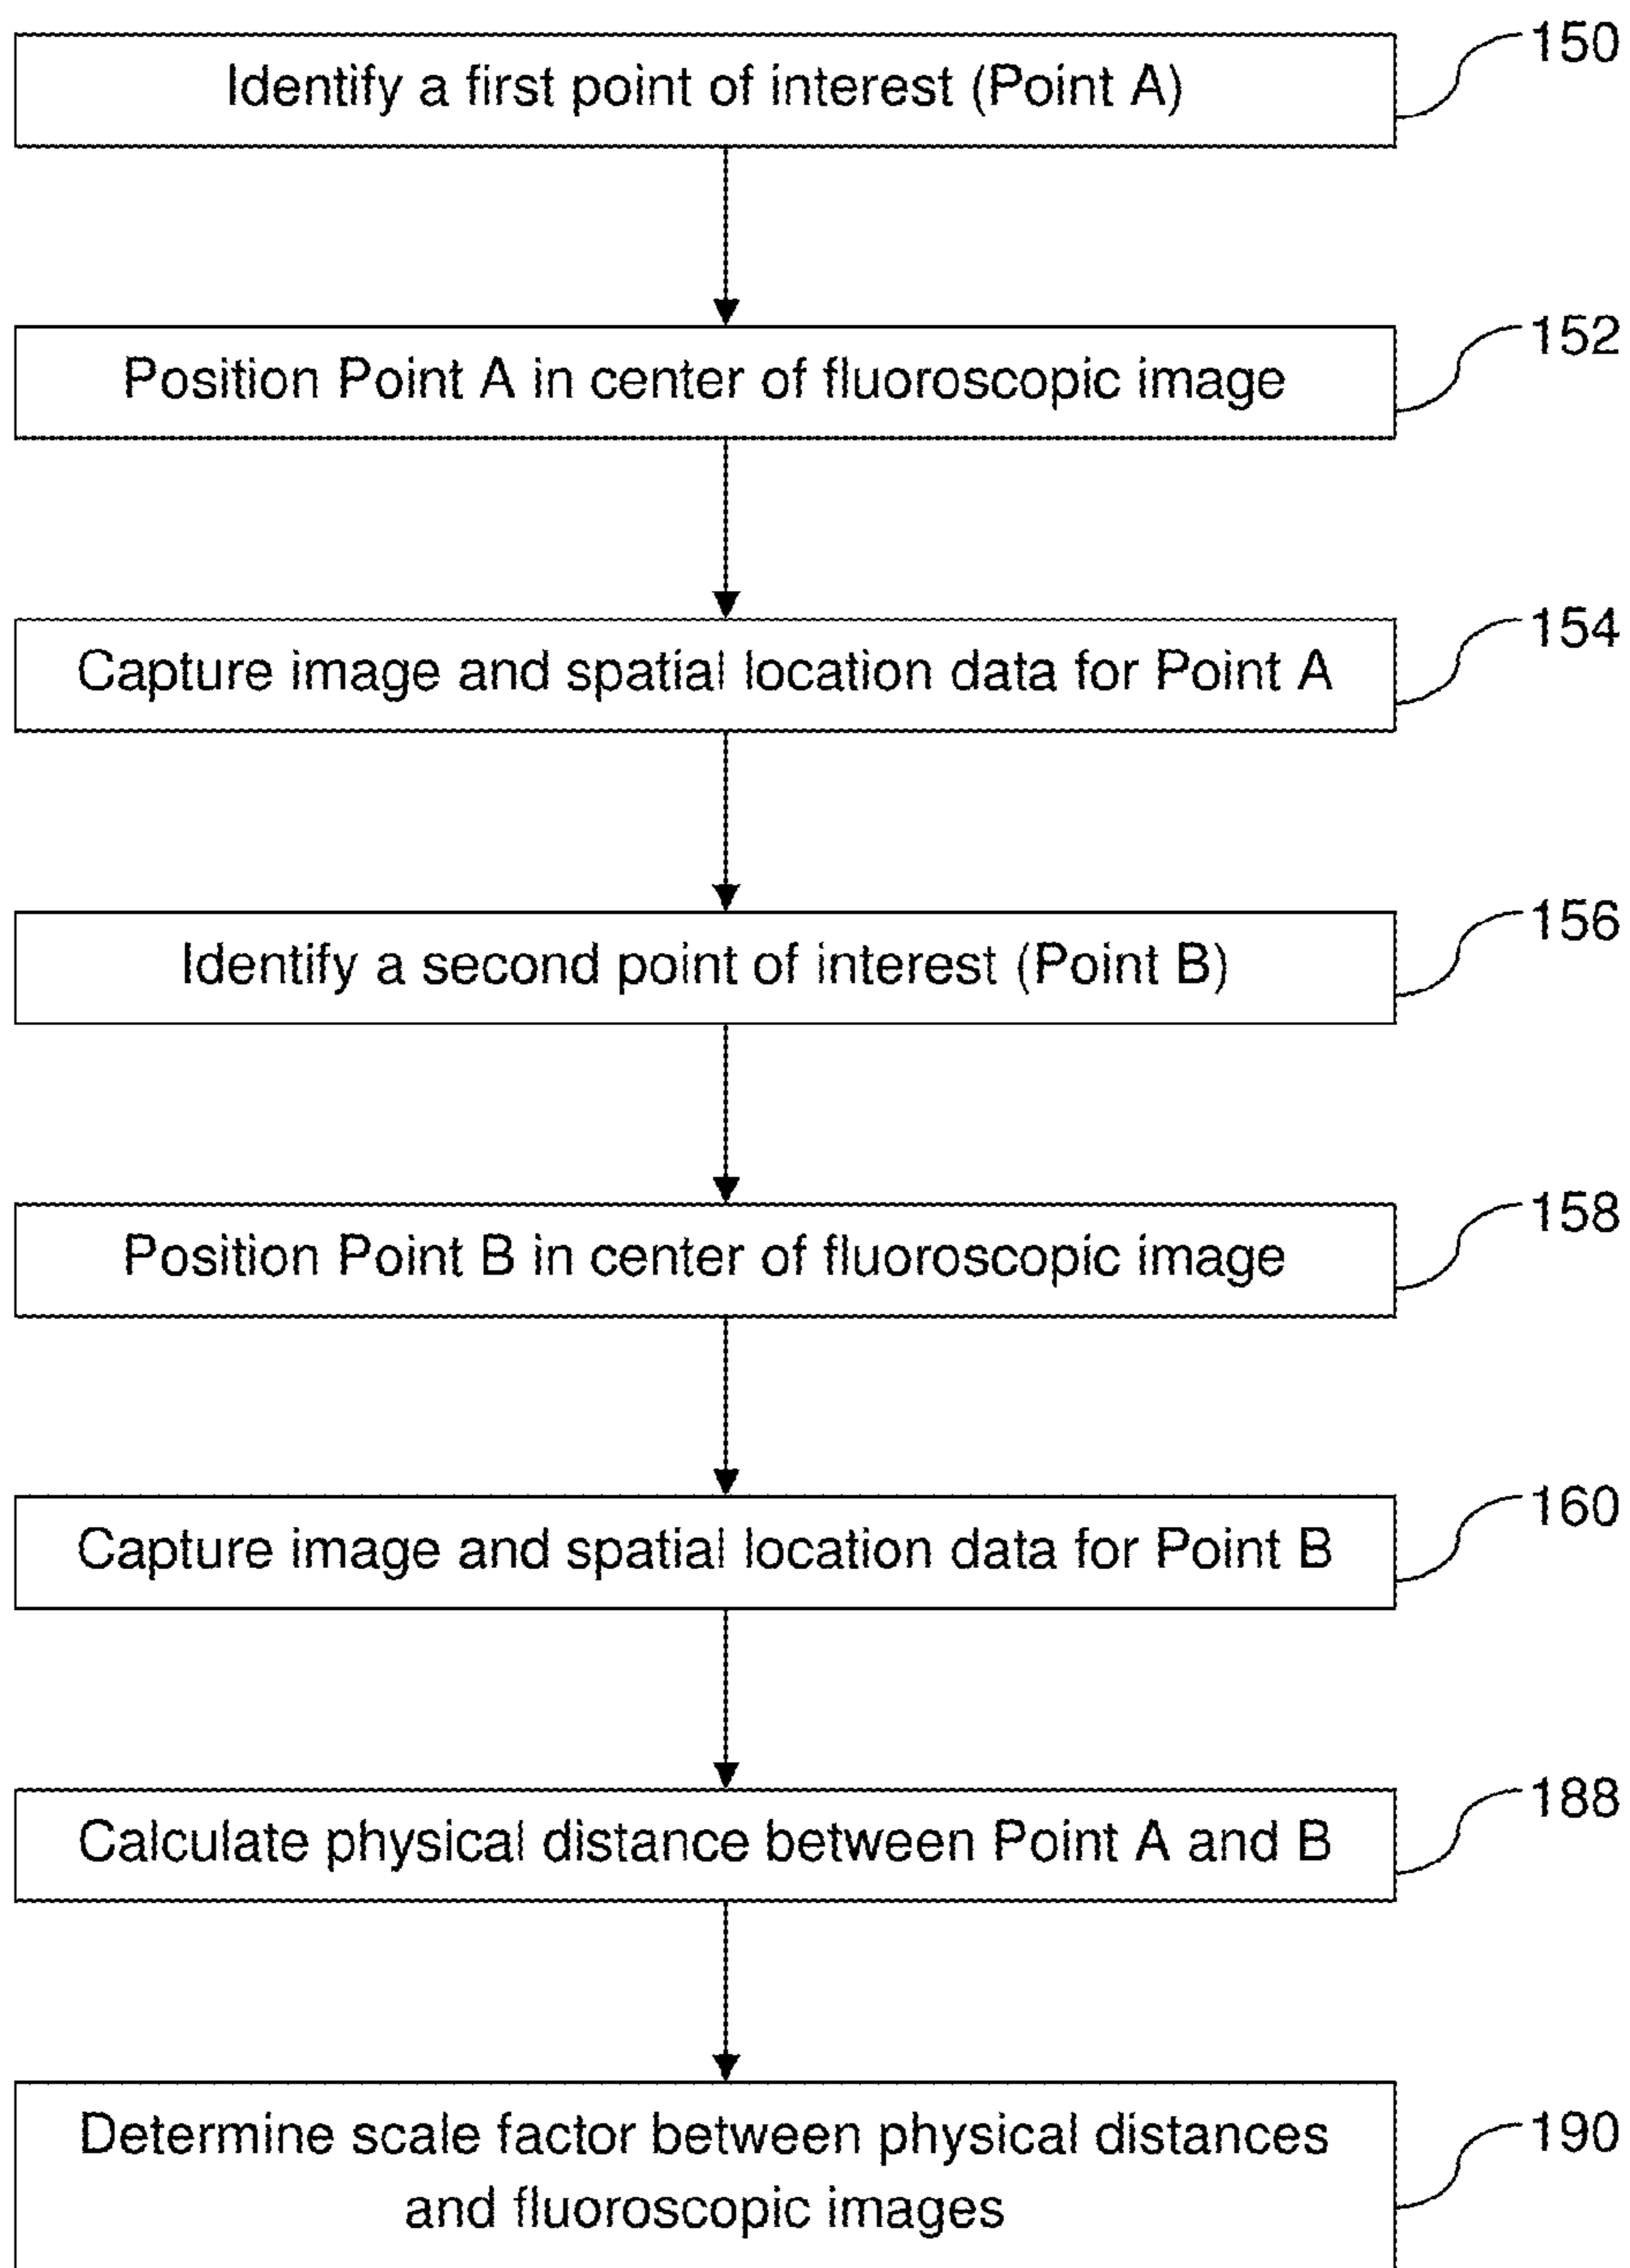 Identify a first point of interest (Point A)
150
Position Point A in center of fluoroscopic image
152
Capture image and spatial location data for Point A
154
Identify a second point of interest (Point B)
156
Position Point B in center of fluoroscopic image
158
Capture image and spatial location data for Point B
160
Calculate physical distance between Point A and B
188
Determine scale factor between physical distances
and fluoroscopic images
190